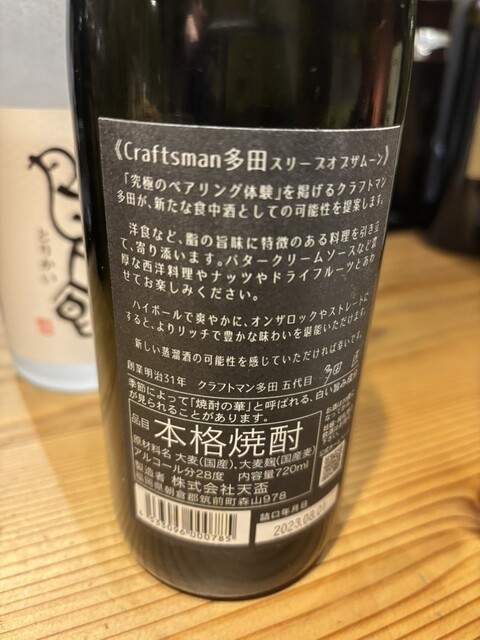 《Craftsman多田スリーブオブザムーン》
「究極のペアリング体験」を掲げるクラフトマン
多田が、新たな食中酒としての可能性を提案します。
洋食など、脂の旨味に特徴のある料理を引き立
て、寄り添います。バタークリームソースなど濃
厚な西洋料理やナッツやドライフルーツとあわ
せてお楽しみください。
ハイボールで爽やかに、オンザロックやストレートに
すると、よりリッチで豊かな味わいを堪能いただけます。
新しい蒸溜酒の可能性を感じていただければ幸いです。
創業明治31年 クラフトマン多田 五代目
季節によって「焼酎の華」と呼ばれる、白い旨み成分
が見られることがあります。
品目 本格焼酎
原材料名 大麦(国産)、大麦麹(国産麦)
アルコール分28度 内容量720ml
製造者 株式会社天盃
福岡県朝倉郡筑前町森山978
詰口年月日
2023.08.01
とりかい